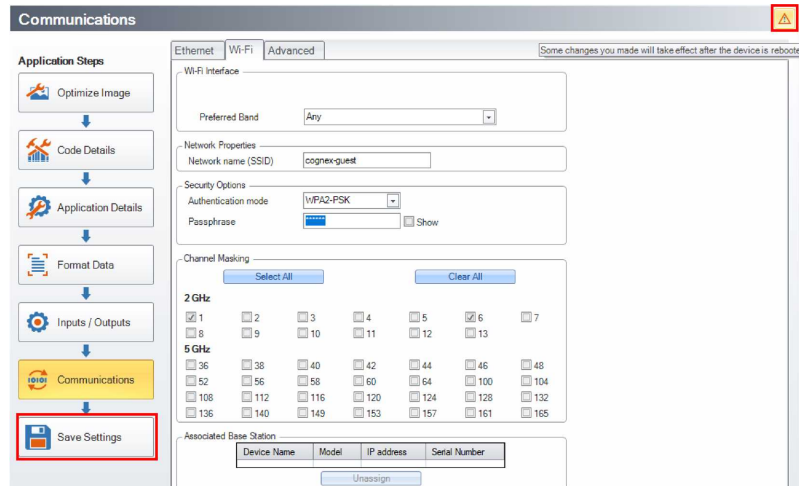 Communications
Some changes you made will take effect after the device is reboote
Application Steps
Optimize Image
Code Details
Application Details
Format Data
Inputs / Outputs
Communications
Save Settings
Ethernet Wi-Fi Advanced
Wi-Fi Interface
Preferred Band Any
Network Properties
Network name (SSID) cognex-guest
Security Options
Authentication mode WPA2-PSK
Passphrase Show
Channel Masking
Select All Clear All
2 GHz
1 2 3 4 5 6 7
8 9 10 11 12 13
5 GHz
36 38 40 42 44 46 48
52 56 58 60 64 100 104
108 112 116 120 124 128 132
136 140 149 153 157 161 165
Associated Base Station
Device Name Model IP address Serial Number
Unassign